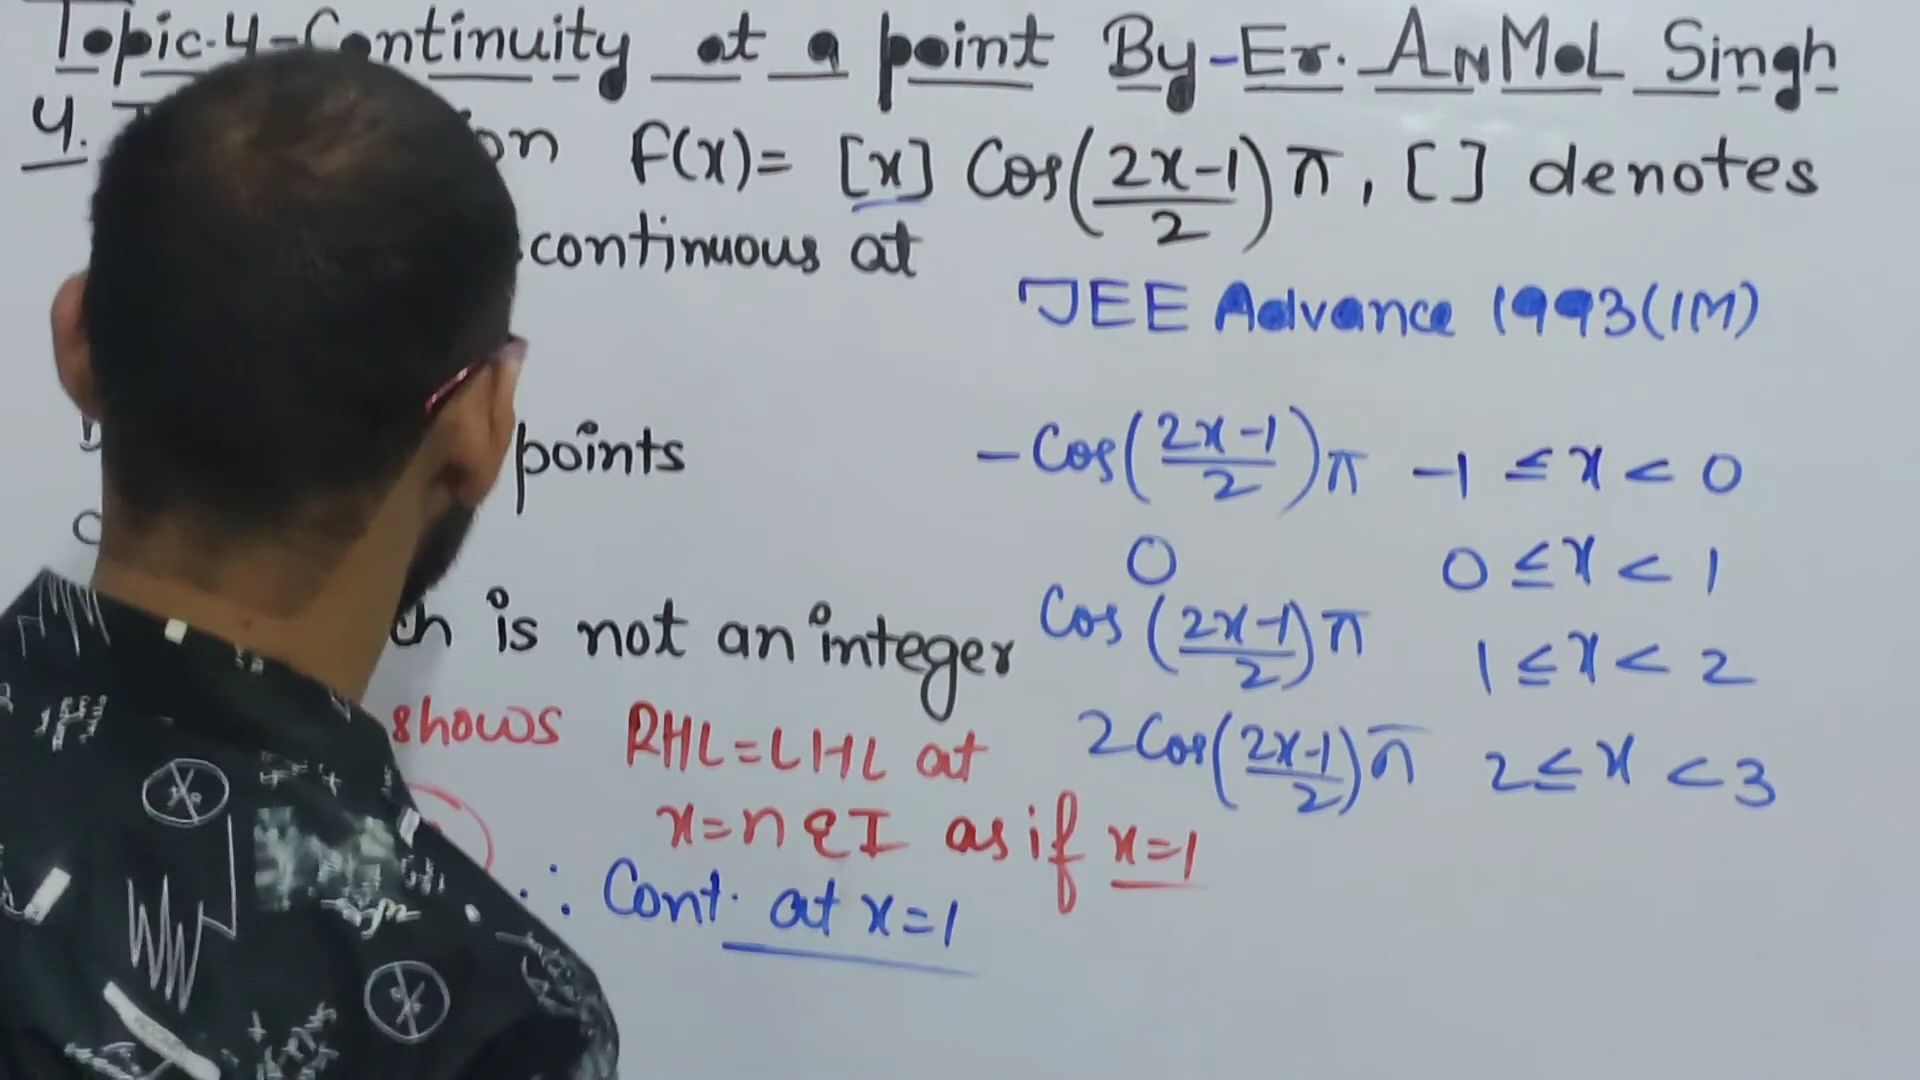 Topic.4-Continuity at a point By-Er. ANMOL Singh
4. on f(x)= [x] Cos((2x-1)/2)π, [ ] denotes
continuous at
JEE Advance 1993(1M)
points
-Cos((2x-1)/2)π -1 ≤ x < 0
0 0 ≤ x < 1
ch is not an integer
Cos((2x-1)/2)π 1 ≤ x < 2
shows RHL=LHL at
2Cos((2x-1)/2)π 2 ≤ x < 3
x=n ∈ I as if x=1
∴ Cont. at x=1